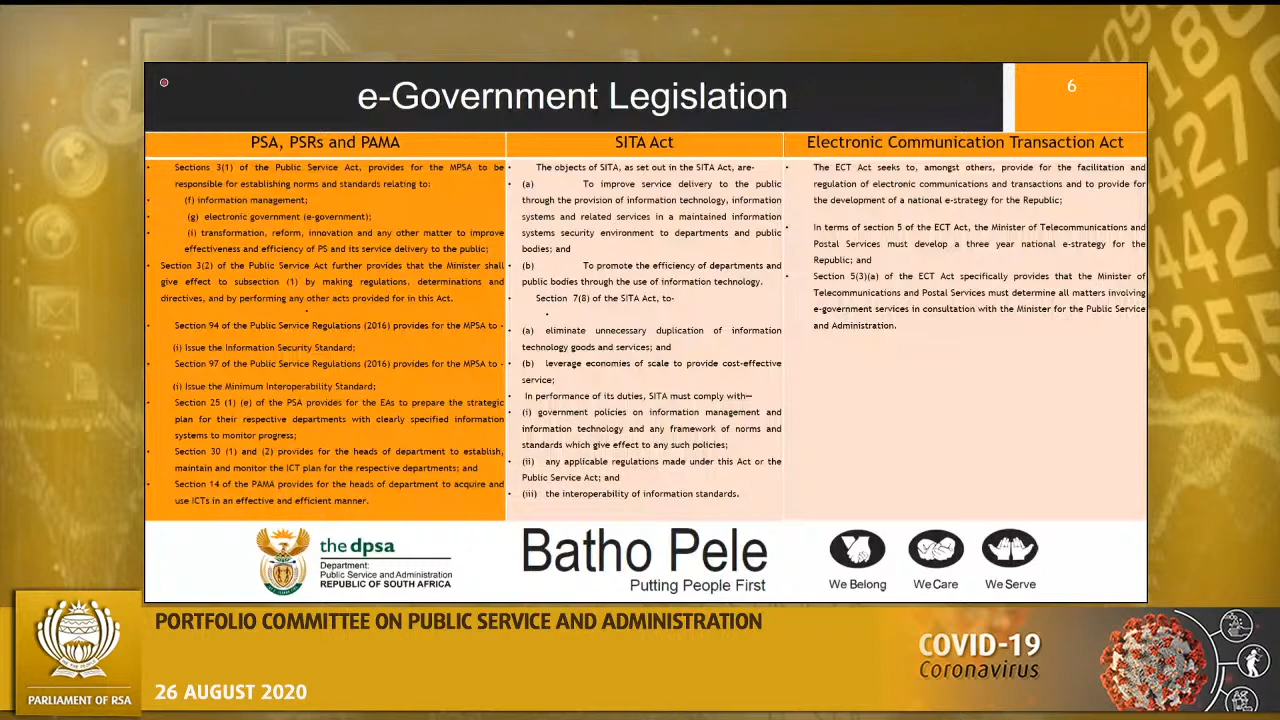 e-Government Legislation
6
PSA, PSRs and PAMA
Sections 3(1) of the Public Service Act, provides for the MPSA to be
responsible for establishing norms and standards relating to:
(f) information management;
(g) electronic government (e-government);
(i) transformation, reform, innovation and any other matter to improve
effectiveness and efficiency of PS and its service delivery to the public;
Section 3(2) of the Public Service Act further provides that the Minister shall
give effect to subsection (1) by making regulations, determinations and
directives, and by performing any other acts provided for in this Act.
Section 94 of the Public Service Regulations (2016) provides for the MPSA to -
(i) Issue the Information Security Standard;
Section 97 of the Public Service Regulations (2016) provides for the MPSA to -
(i) Issue the Minimum Interoperability Standard;
Section 25 (1) (e) of the PSA provides for the EAs to prepare the strategic
plan for their respective departments with clearly specified information
systems to monitor progress;
Section 30 (1) and (2) provides for the heads of department to establish,
maintain and monitor the ICT plan for the respective departments; and
Section 14 of the PAMA provides for the heads of department to acquire and
use ICTs in an effective and efficient manner.
SITA Act
The objects of SITA, as set out in the SITA Act, are-
(a) To improve service delivery to the public
through the provision of information technology, information
systems and related services in a maintained information
systems security environment to departments and public
bodies; and
(b) To promote the efficiency of departments and
public bodies through the use of information technology.
Section 7(8) of the SITA Act, to-
(a) eliminate unnecessary duplication of information
technology goods and services; and
(b) leverage economies of scale to provide cost-effective
service;
In performance of its duties, SITA must comply with—
(i) government policies on information management and
information technology and any framework of norms and
standards which give effect to any such policies;
(ii) any applicable regulations made under this Act or the
Public Service Act; and
(iii) the interoperability of information standards.
Electronic Communication Transaction Act
The ECT Act seeks to, amongst others, provide for the facilitation and
regulation of electronic communications and transactions and to provide for
the development of a national e-strategy for the Republic;
In terms of section 5 of the ECT Act, the Minister of Telecommunications and
Postal Services must develop a three year national e-strategy for the
Republic; and
Section 5(3)(a) of the ECT Act specifically provides that the Minister of
Telecommunications and Postal Services must determine all matters involving
e-government services in consultation with the Minister for the Public Service
and Administration.
the dpsa
Department:
Public Service and Administration
REPUBLIC OF SOUTH AFRICA
Batho Pele
Putting People First
We Belong
We Care
We Serve
PORTFOLIO COMMITTEE ON PUBLIC SERVICE AND ADMINISTRATION
26 AUGUST 2020
PARLIAMENT OF RSA
COVID-19
Coronavirus